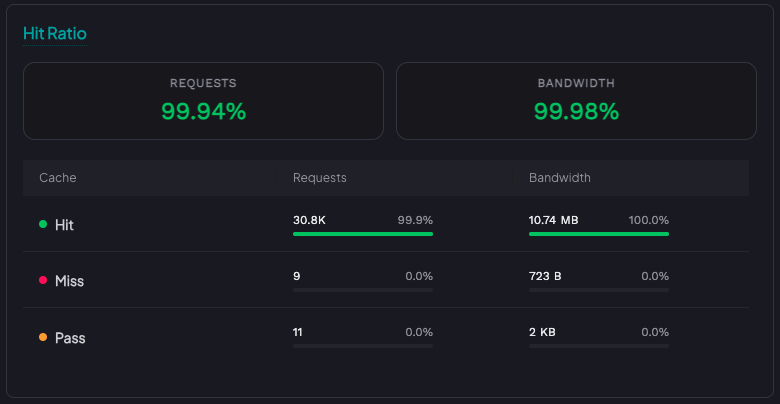 Hit Ratio
REQUESTS
99.94%
BANDWIDTH
99.98%
Cache Requests Bandwidth
Hit 30.8K 99.9% 10.74 MB 100.0%
Miss 9 0.0% 723 B 0.0%
Pass 11 0.0% 2 KB 0.0%